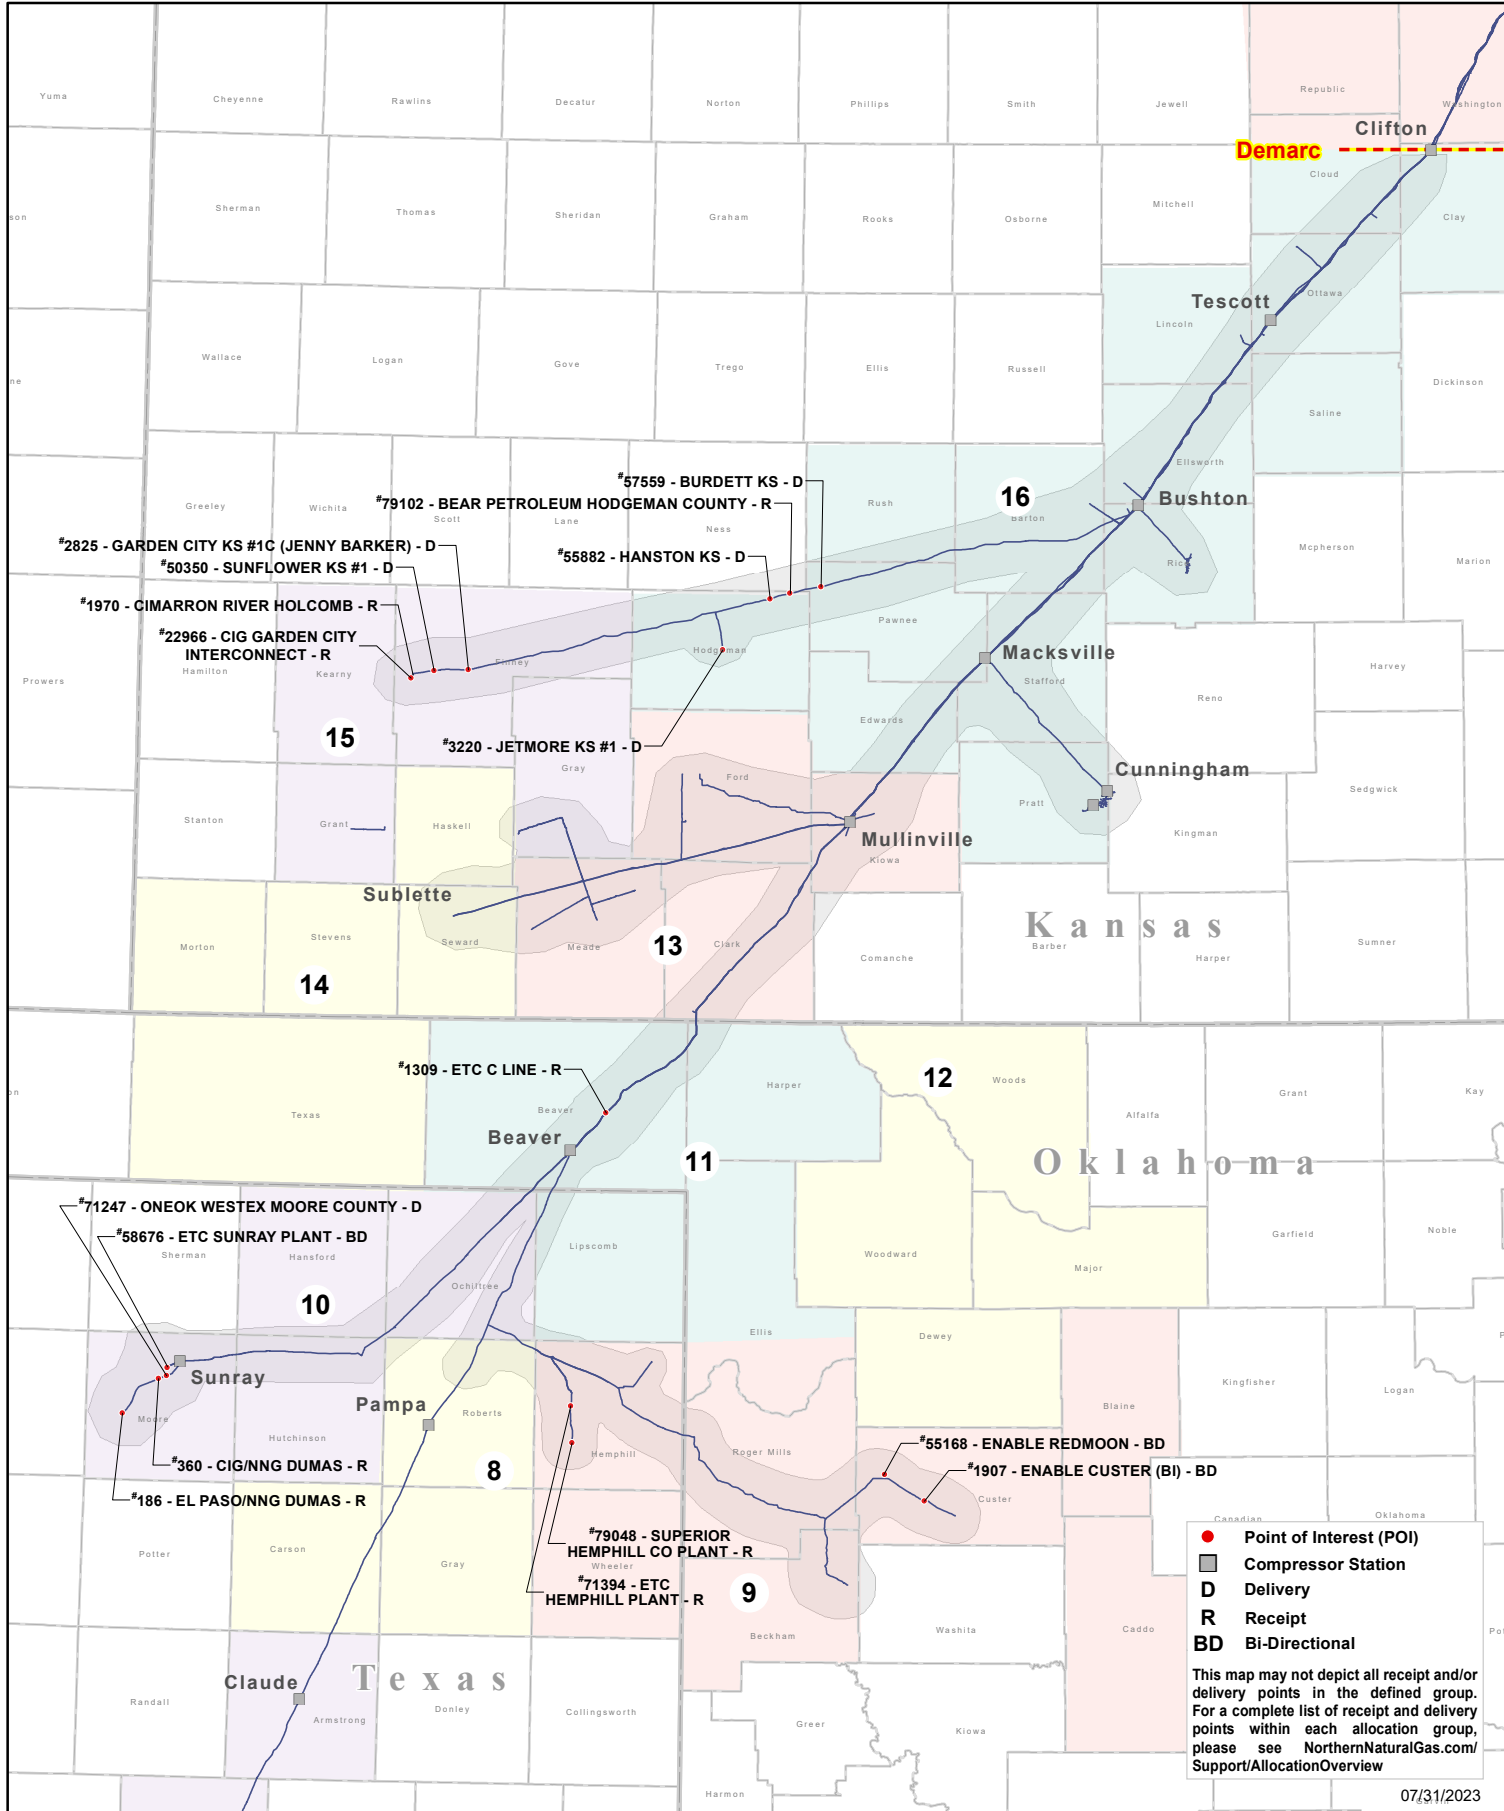 Yuma
Cheyenne
Rawlins
Decatur
Norton
Phillips
Smith
Jewell
Republic
Washington
Clifton
Demarc
Cloud
Clay
son
Sherman
Thomas
Sheridan
Graham
Rooks
Osborne
Mitchell
Tescott
Ottawa
Lincoln
ne
Wallace
Logan
Gove
Trego
Ellis
Russell
Dickinson
Saline
Ellsworth
#57559 - BURDETT KS - D
16
Bushton
Greeley
Wichita
Scott
Lane
Ness
Rush
Barton
#79102 - BEAR PETROLEUM HODGEMAN COUNTY - R
#2825 - GARDEN CITY KS #1C (JENNY BARKER) - D
#55882 - HANSTON KS - D
#50350 - SUNFLOWER KS #1 - D
Rice
Mcpherson
Marion
#1970 - CIMARRON RIVER HOLCOMB - R
#22966 - CIG GARDEN CITY
INTERCONNECT - R
Pawnee
Hodgeman
Macksville
Stafford
Prowers
Hamilton
Kearny
Finney
Reno
Harvey
15
#3220 - JETMORE KS #1 - D
Edwards
Gray
Ford
Cunningham
Pratt
Sedgwick
Stanton
Grant
Haskell
Mullinville
Kiowa
Kingman
Sublette
Kansas
Morton
Stevens
Seward
Meade
13
Clark
Comanche
Barber
Harper
Sumner
14
on
#1309 - ETC C LINE - R
12
Woods
Harper
Grant
Kay
Texas
Beaver
Alfalfa
Beaver
11
Oklahoma
#71247 - ONEOK WESTEX MOORE COUNTY - D
#58676 - ETC SUNRAY PLANT - BD
Sherman
Hansford
Lipscomb
Woodward
Major
Garfield
Noble
Ochiltree
10
Ellis
Dewey
P
Sunray
Pampa
Kingfisher
Logan
Moore
Roberts
Blaine
Hutchinson
Hemphill
Roger Mills
#55168 - ENABLE REDMOON - BD
#360 - CIG/NNG DUMAS - R
8
#1907 - ENABLE CUSTER (BI) - BD
#186 - EL PASO/NNG DUMAS - R
Custer
Canadian
Oklahoma
#79048 - SUPERIOR
HEMPHILL CO PLANT - R
Potter
Carson
Gray
Wheeler
#71394 - ETC
HEMPHILL PLANT - R
9
Point of Interest (POI)
Compressor Station
D Delivery
R Receipt
BD Bi-Directional
Beckham
Washita
Caddo
Po
This map may not depict all receipt and/or
delivery points in the defined group.
For a complete list of receipt and delivery
points within each allocation group,
please see NorthernNaturalGas.com/
Support/AllocationOverview
Claude
Texas
Randall
Armstrong
Donley
Collingsworth
Greer
Kiowa
Harmon
07/31/2023